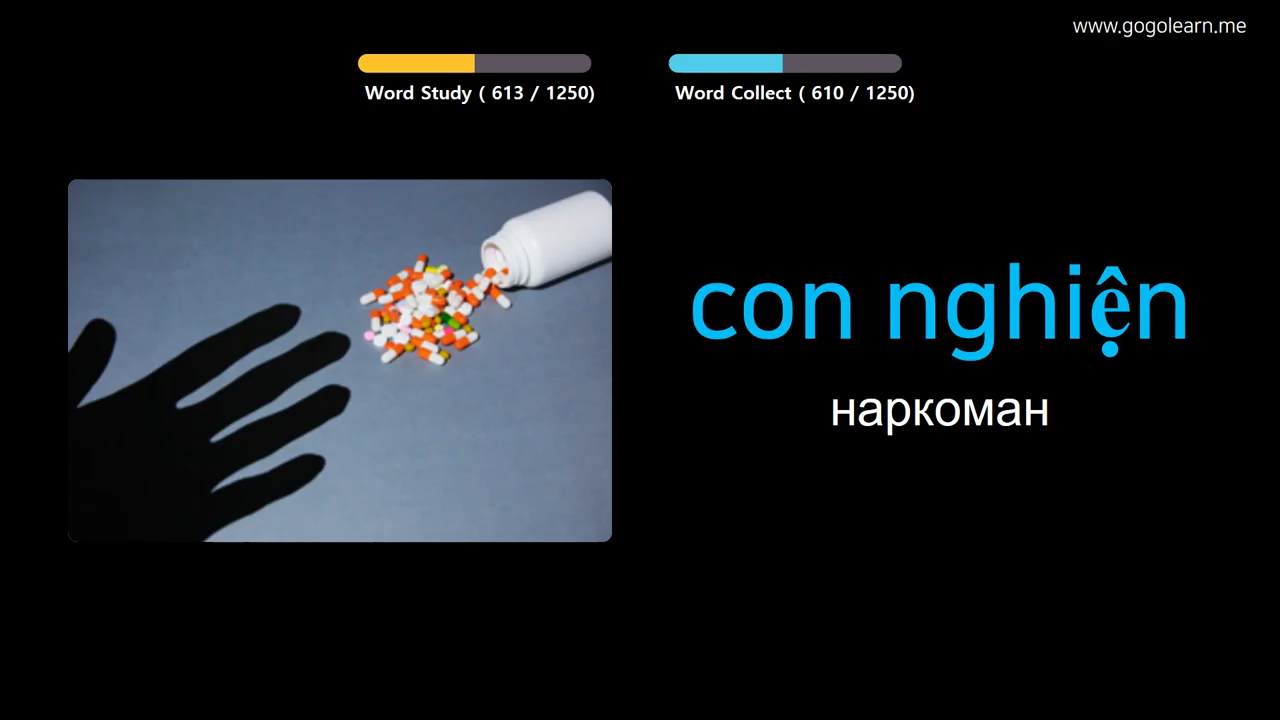 www.gogolearn.me
Word Study ( 613 / 1250)
Word Collect ( 610 / 1250)
con nghiện
наркоман